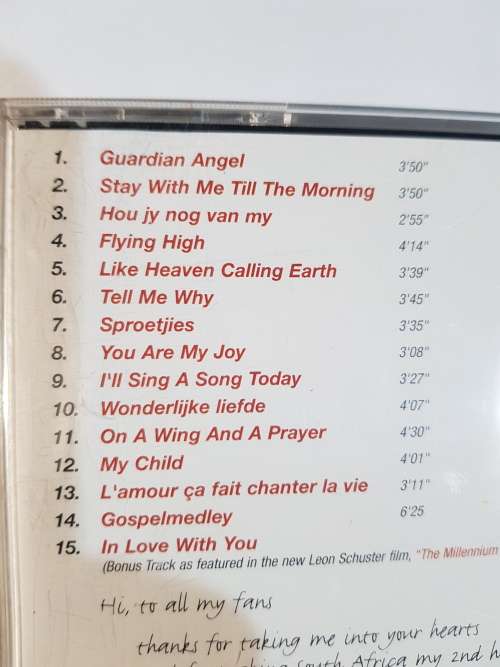 1. Guardian Angel 3'50"
2. Stay With Me Till The Morning 3'50"
3. Hou jy nog van my 2'55"
4. Flying High 4'14"
5. Like Heaven Calling Earth 3'39"
6. Tell Me Why 3'45"
7. Sproetjies 3'35"
8. You Are My Joy 3'08"
9. I'll Sing A Song Today 3'27"
10. Wonderlijke liefde 4'07"
11. On A Wing And A Prayer 4'30"
12. My Child 4'01"
13. L'amour ça fait chanter la vie 3'11"
14. Gospelmedley 6'25
15. In Love With You
(Bonus Track as featured in the new Leon Schuster film, "The Millennium
Hi, to all my fans
thanks for taking me into your hearts
South Africa my 2nd